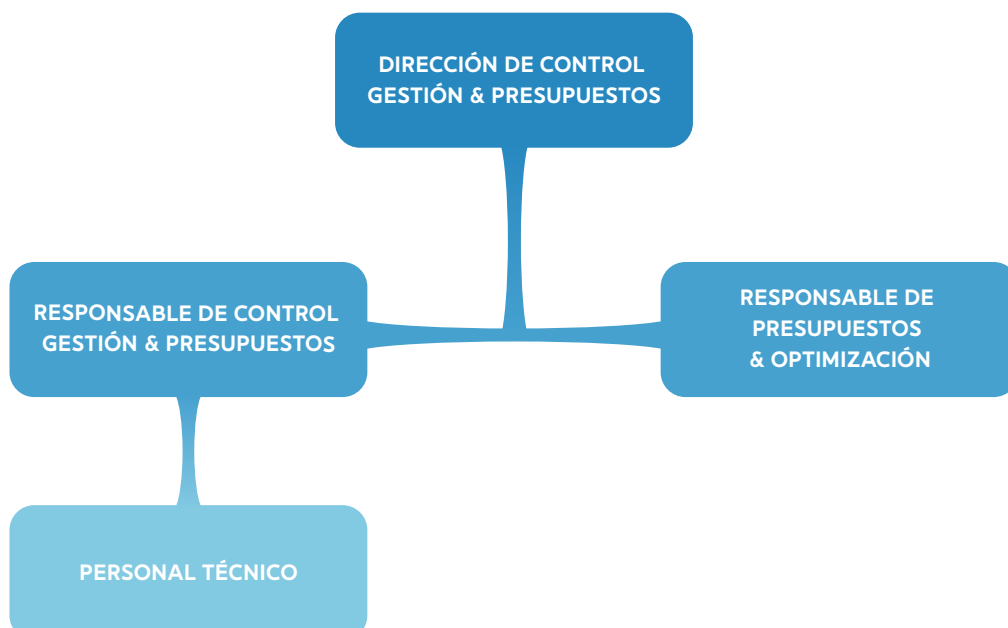 DIRECCIÓN DE CONTROL
GESTIÓN & PRESUPUESTOS
RESPONSABLE DE CONTROL
GESTIÓN & PRESUPUESTOS
RESPONSABLE DE
PRESUPUESTOS
& OPTIMIZACIÓN
PERSONAL TÉCNICO